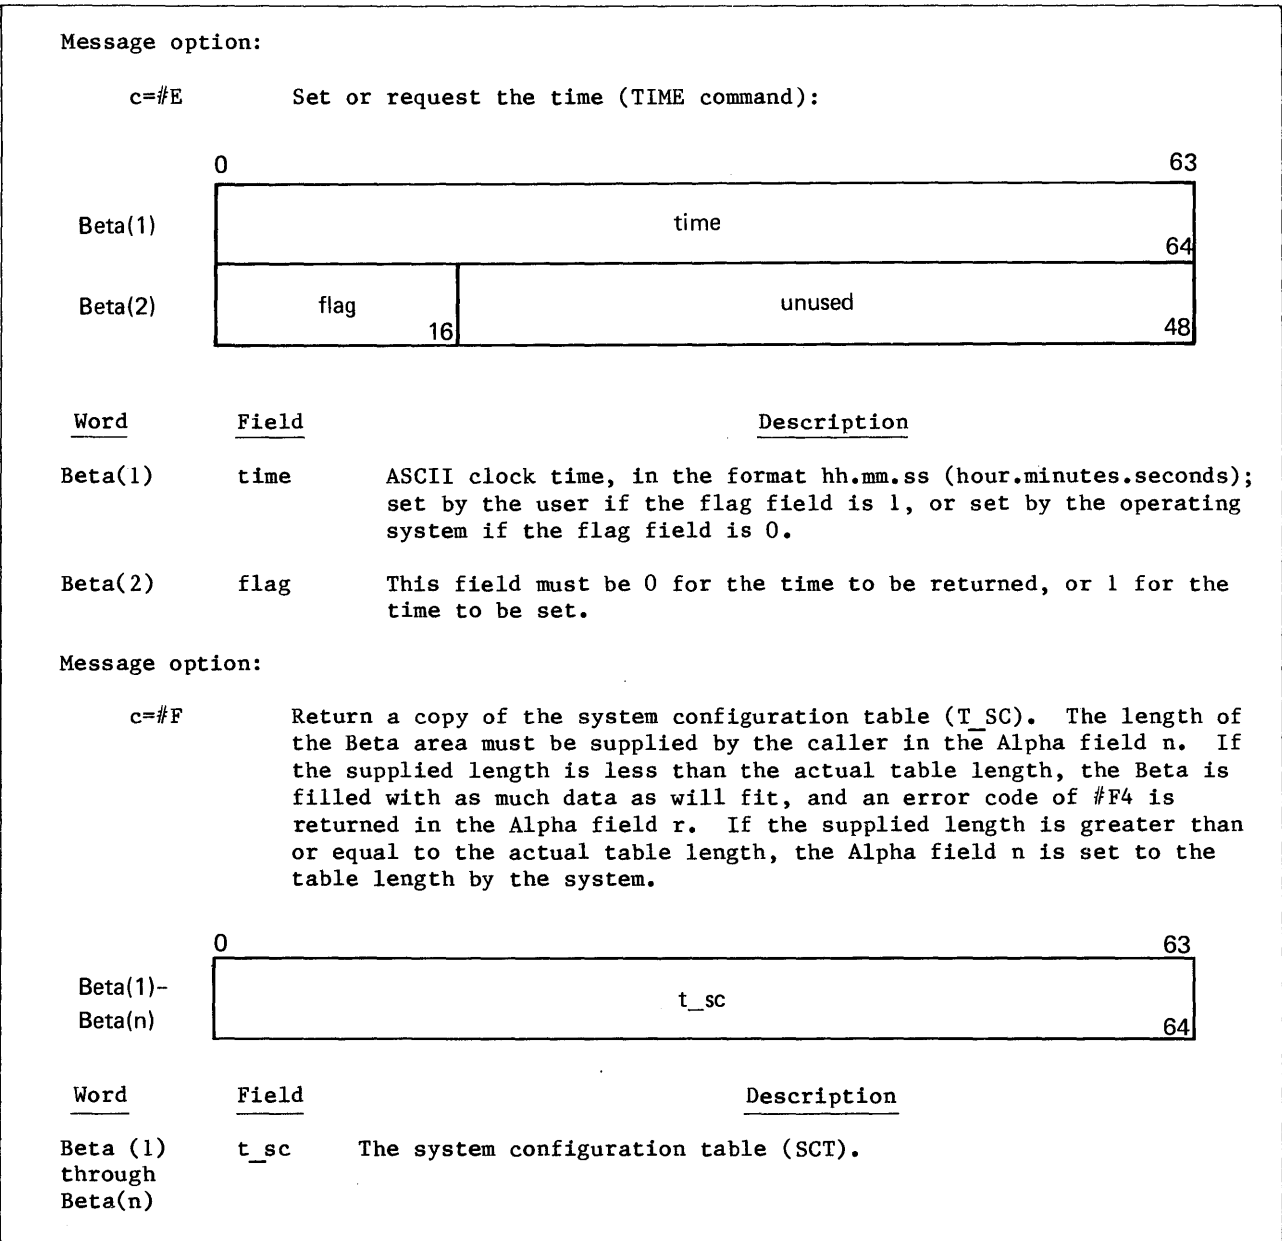 Message option:
c=#E Set or request the time (TIME command):
0 63
Beta(1) time 64
Beta(2) flag 16 unused 48
Word Field Description
Beta(1) time ASCII clock time, in the format hh.mm.ss (hour.minutes.seconds);
set by the user if the flag field is 1, or set by the operating
system if the flag field is 0.
Beta(2) flag This field must be 0 for the time to be returned, or 1 for the
time to be set.
Message option:
c=#F Return a copy of the system configuration table (T_SC). The length of
the Beta area must be supplied by the caller in the Alpha field n. If
the supplied length is less than the actual table length, the Beta is
filled with as much data as will fit, and an error code of #F4 is
returned in the Alpha field r. If the supplied length is greater than
or equal to the actual table length, the Alpha field n is set to the
table length by the system.
0 63
Beta(1)-
Beta(n) t_sc 64
Word Field Description
Beta (1) t_sc The system configuration table (SCT).
through
Beta(n)